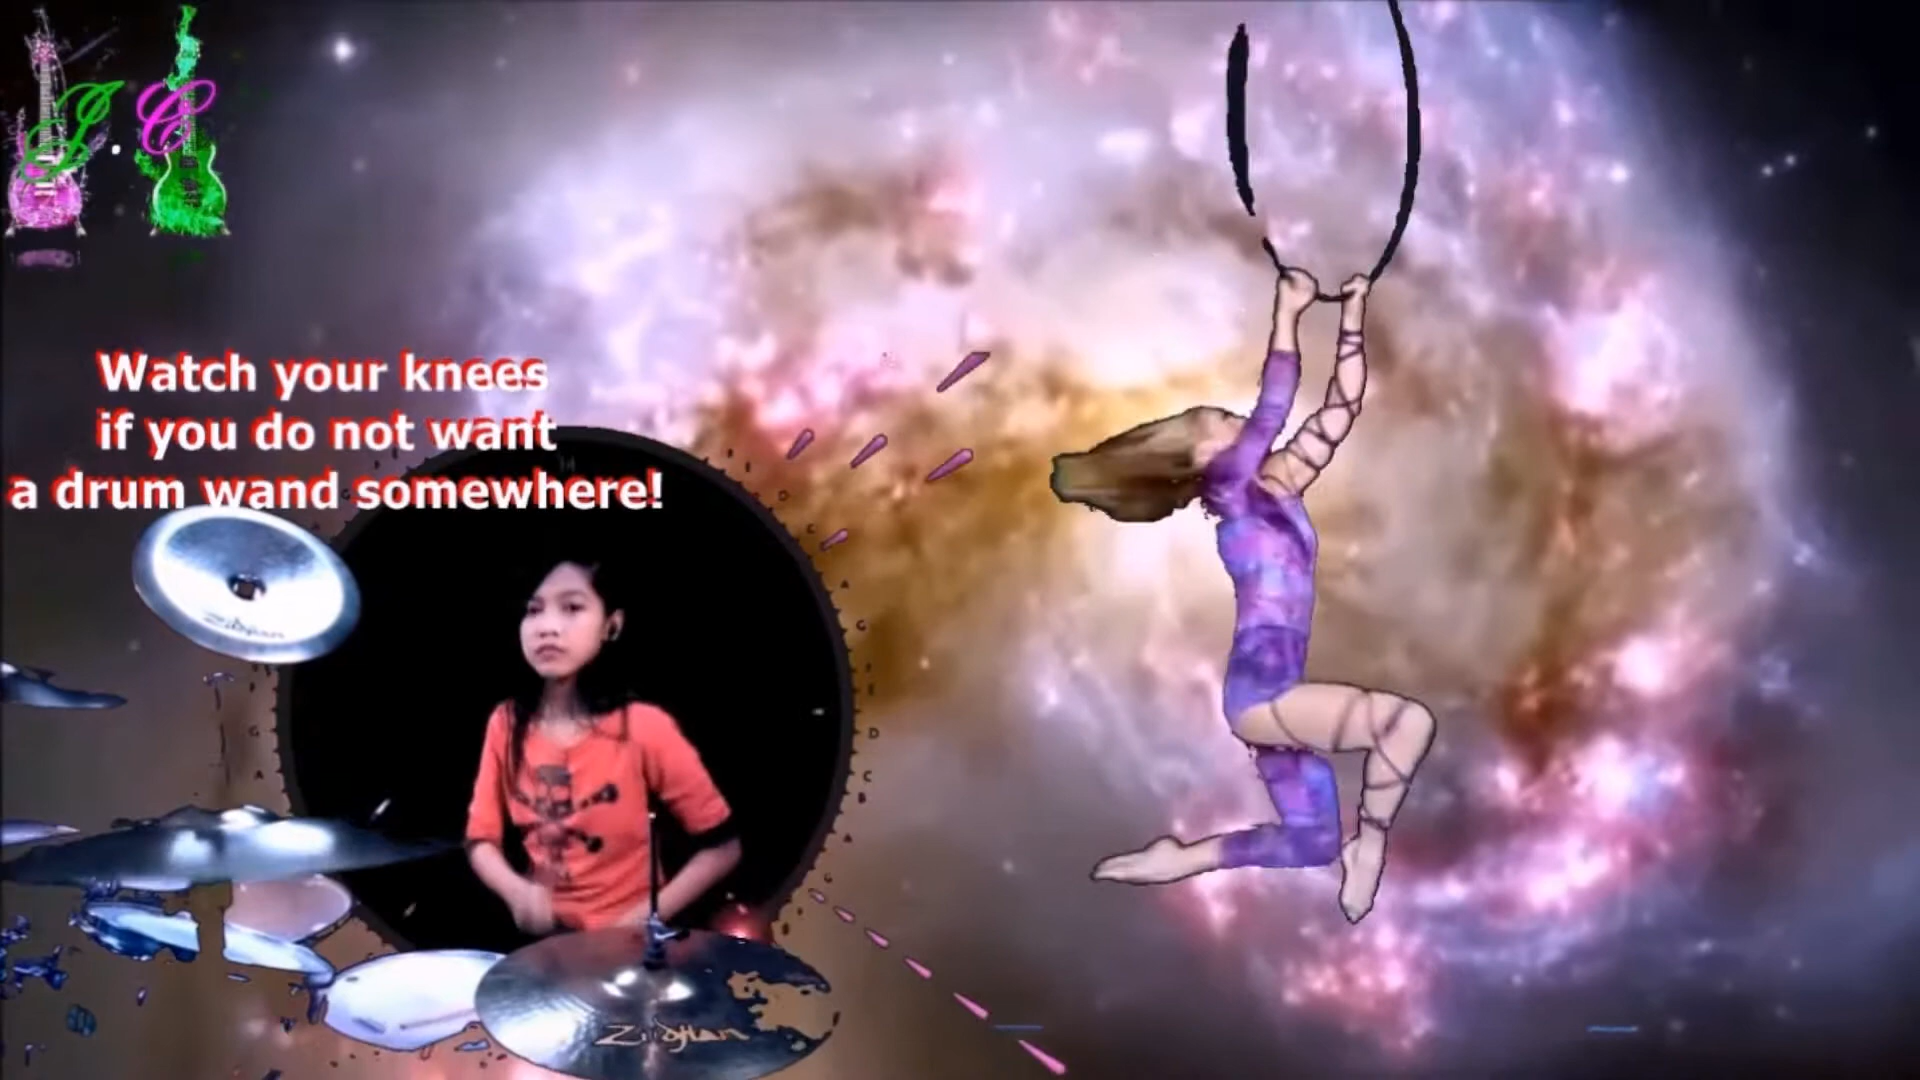 J.C
Watch your knees
if you do not want
a drum wand somewhere!
Zildjian
Zildjian